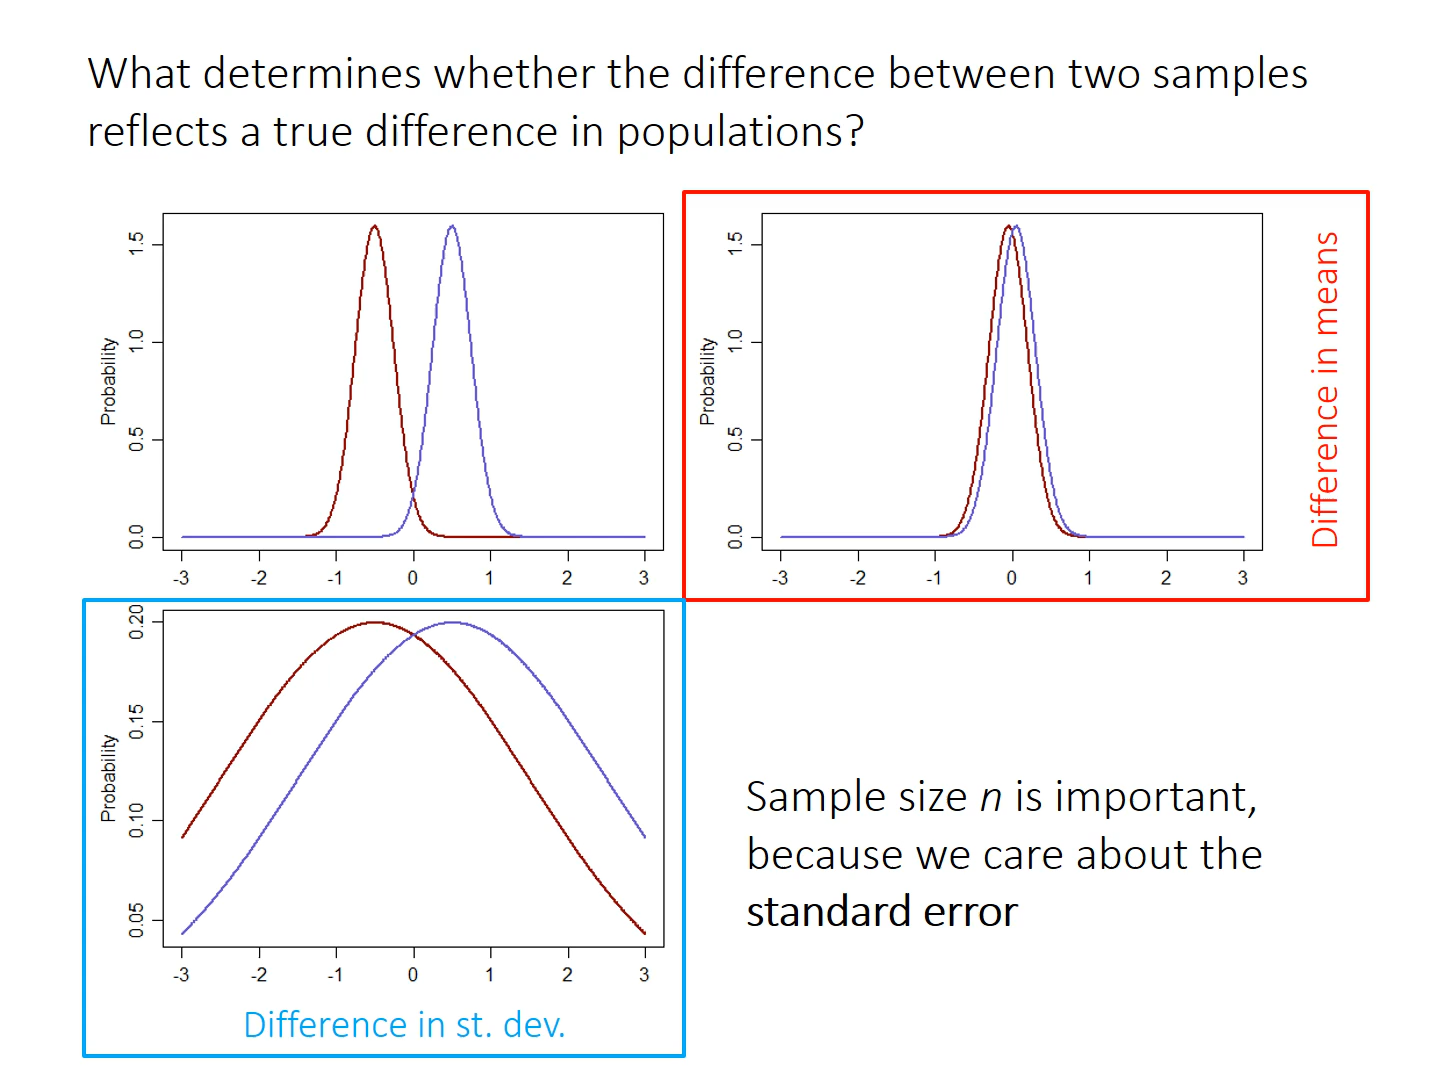 What determines whether the difference between two samples
reflects a true difference in populations?
Probability
0.0 0.5 1.0 1.5
-3 -2 -1 0 1 2 3
Probability
0.0 0.5 1.0 1.5
-3 -2 -1 0 1 2 3
Difference in means
Probability
0.05 0.10 0.15 0.20
-3 -2 -1 0 1 2 3
Difference in st. dev.
Sample size n is important,
because we care about the
standard error